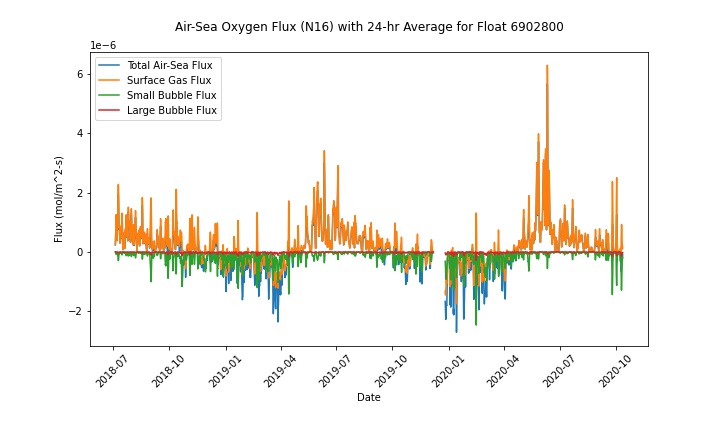 Air-Sea Oxygen Flux (N16) with 24-hr Average for Float 6902800
1e−6
Total Air-Sea Flux
Surface Gas Flux
Small Bubble Flux
Large Bubble Flux
6
4
2
0
−2
Flux (mol/m^2-s)
2018-07
2018-10
2019-01
2019-04
2019-07
2019-10
2020-01
2020-04
2020-07
2020-10
Date